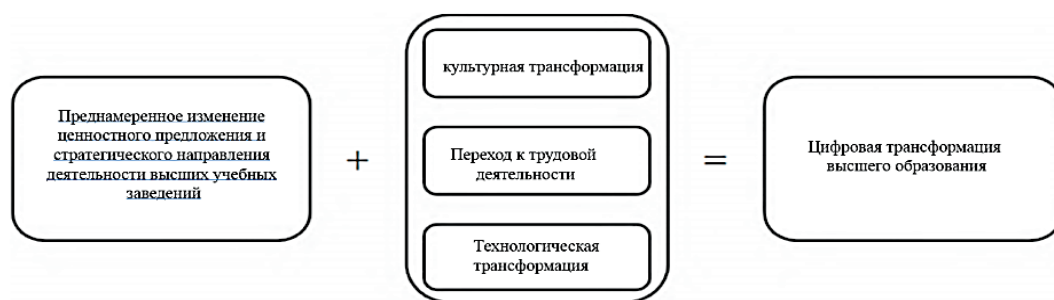 Преднамеренное изменение
ценностного предложения и
стратегического направления
деятельности высших учебных
заведений
+
культурная трансформация
Переход к трудовой
деятельности
Технологическая
трансформация
=
Цифровая трансформация
высшего образования